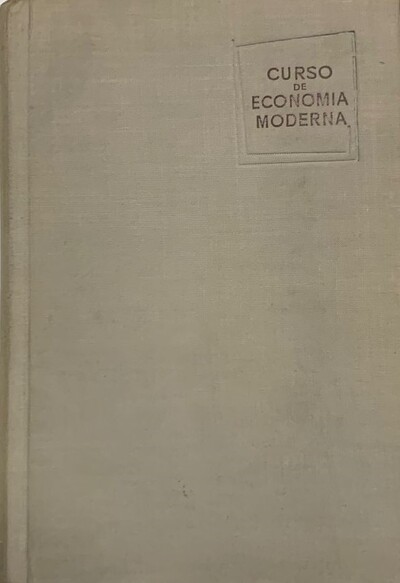 CURSO
DE
ECONOMIA
MODERNA